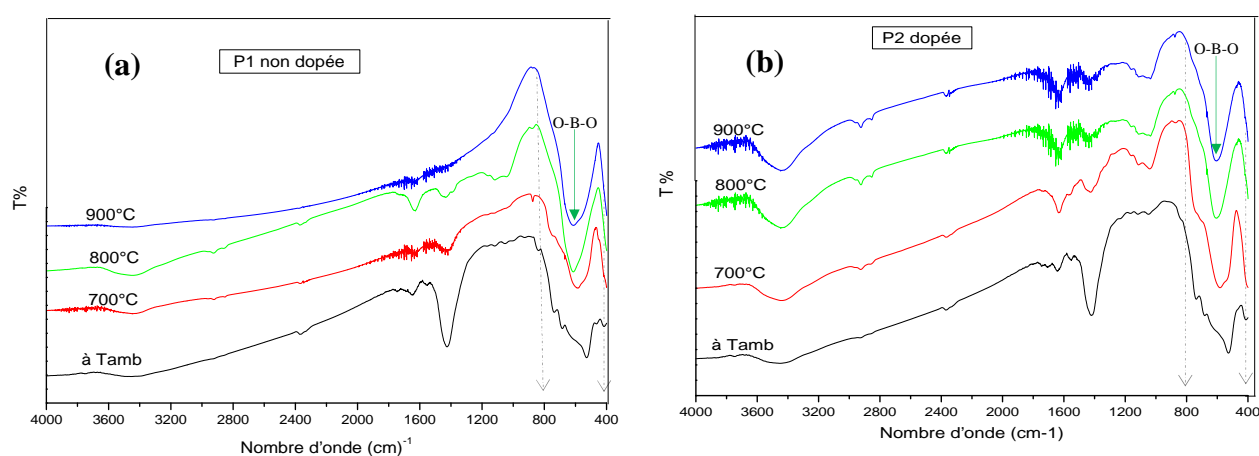 (a)
P1 non dopée
O-B-O
900°C
800°C
700°C
à Tamb
T%
4000 3600 3200 2800 2400 2000 1600 1200 800 400
Nombre d'onde (cm)-1
(b)
P2 dopée
O-B-O
900°C
800°C
700°C
à Tamb
T%
4000 3600 3200 2800 2400 2000 1600 1200 800 400
Nombre d'onde (cm-1)